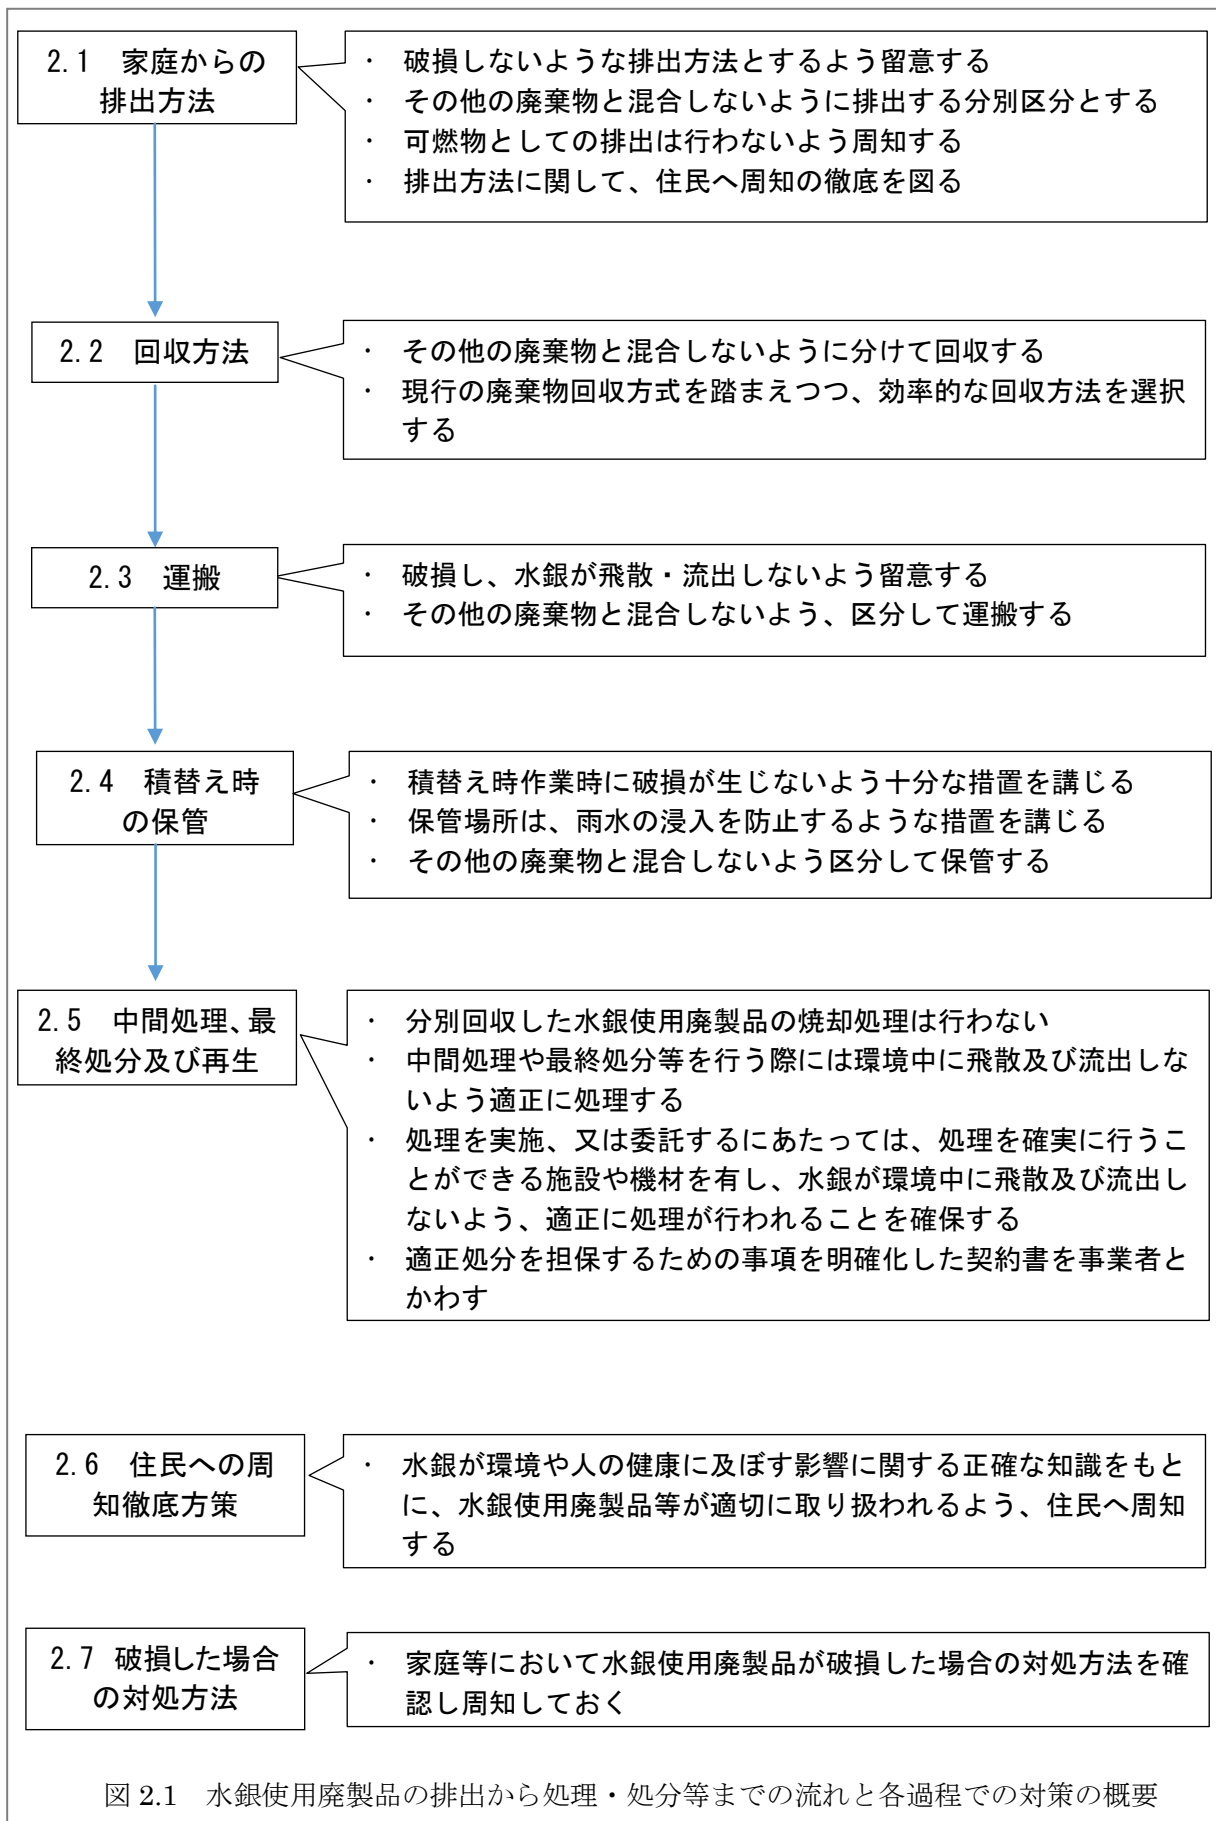 2.1　家庭からの
排出方法
・　破損しないような排出方法とするよう留意する
・　その他の廃棄物と混合しないように排出する分別区分とする
・　可燃物としての排出は行わないよう周知する
・　排出方法に関して、住民へ周知の徹底を図る
2.2　回収方法
・　その他の廃棄物と混合しないように分けて回収する
・　現行の廃棄物回収方式を踏まえつつ、効率的な回収方法を選択
する
2.3　運搬
・　破損し、水銀が飛散・流出しないよう留意する
・　その他の廃棄物と混合しないよう、区分して運搬する
2.4　積替え時
の保管
・　積替え時作業時に破損が生じないよう十分な措置を講じる
・　保管場所は、雨水の浸入を防止するような措置を講じる
・　その他の廃棄物と混合しないよう区分して保管する
2.5　中間処理、最
終処分及び再生
・　分別回収した水銀使用廃製品の焼却処理は行わない
・　中間処理や最終処分等を行う際には環境中に飛散及び流出しな
いよう適正に処理する
・　処理を実施、又は委託するにあたっては、処理を確実に行うこ
とができる施設や機材を有し、水銀が環境中に飛散及び流出し
ないよう、適正に処理が行われることを確保する
・　適正処分を担保するための事項を明確化した契約書を事業者と
かわす
2.6　住民への周
知徹底方策
・　水銀が環境や人の健康に及ぼす影響に関する正確な知識をもと
に、水銀使用廃製品等が適切に取り扱われるよう、住民へ周知
する
2.7 破損した場合
の対処方法
・　家庭等において水銀使用廃製品が破損した場合の対処方法を確
認し周知しておく
図 2.1　水銀使用廃製品の排出から処理・処分等までの流れと各過程での対策の概要